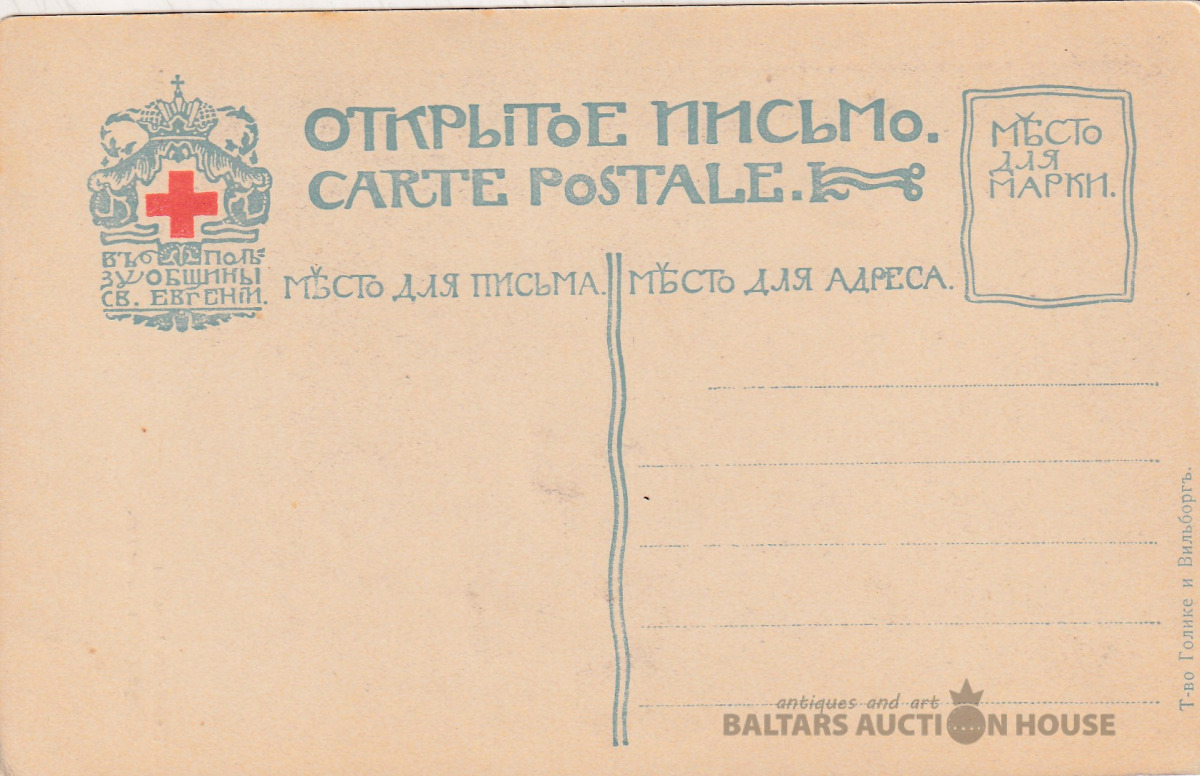 ОТКРЫТОЕ ПИСЬМО.
CARTE POSTALE.
МѢСТО
ДЛЯ
МАРКИ.
ВЪ ПОЛЬ-
ЗУ ОБЩИНЫ
СВ. ЕВГЕНІИ.
МѢСТО ДЛЯ ПИСЬМА.
МѢСТО ДЛЯ АДРЕСА.
Т-во Голике и Вильборгъ.
antiques and art
BALTARS AUCTION HOUSE